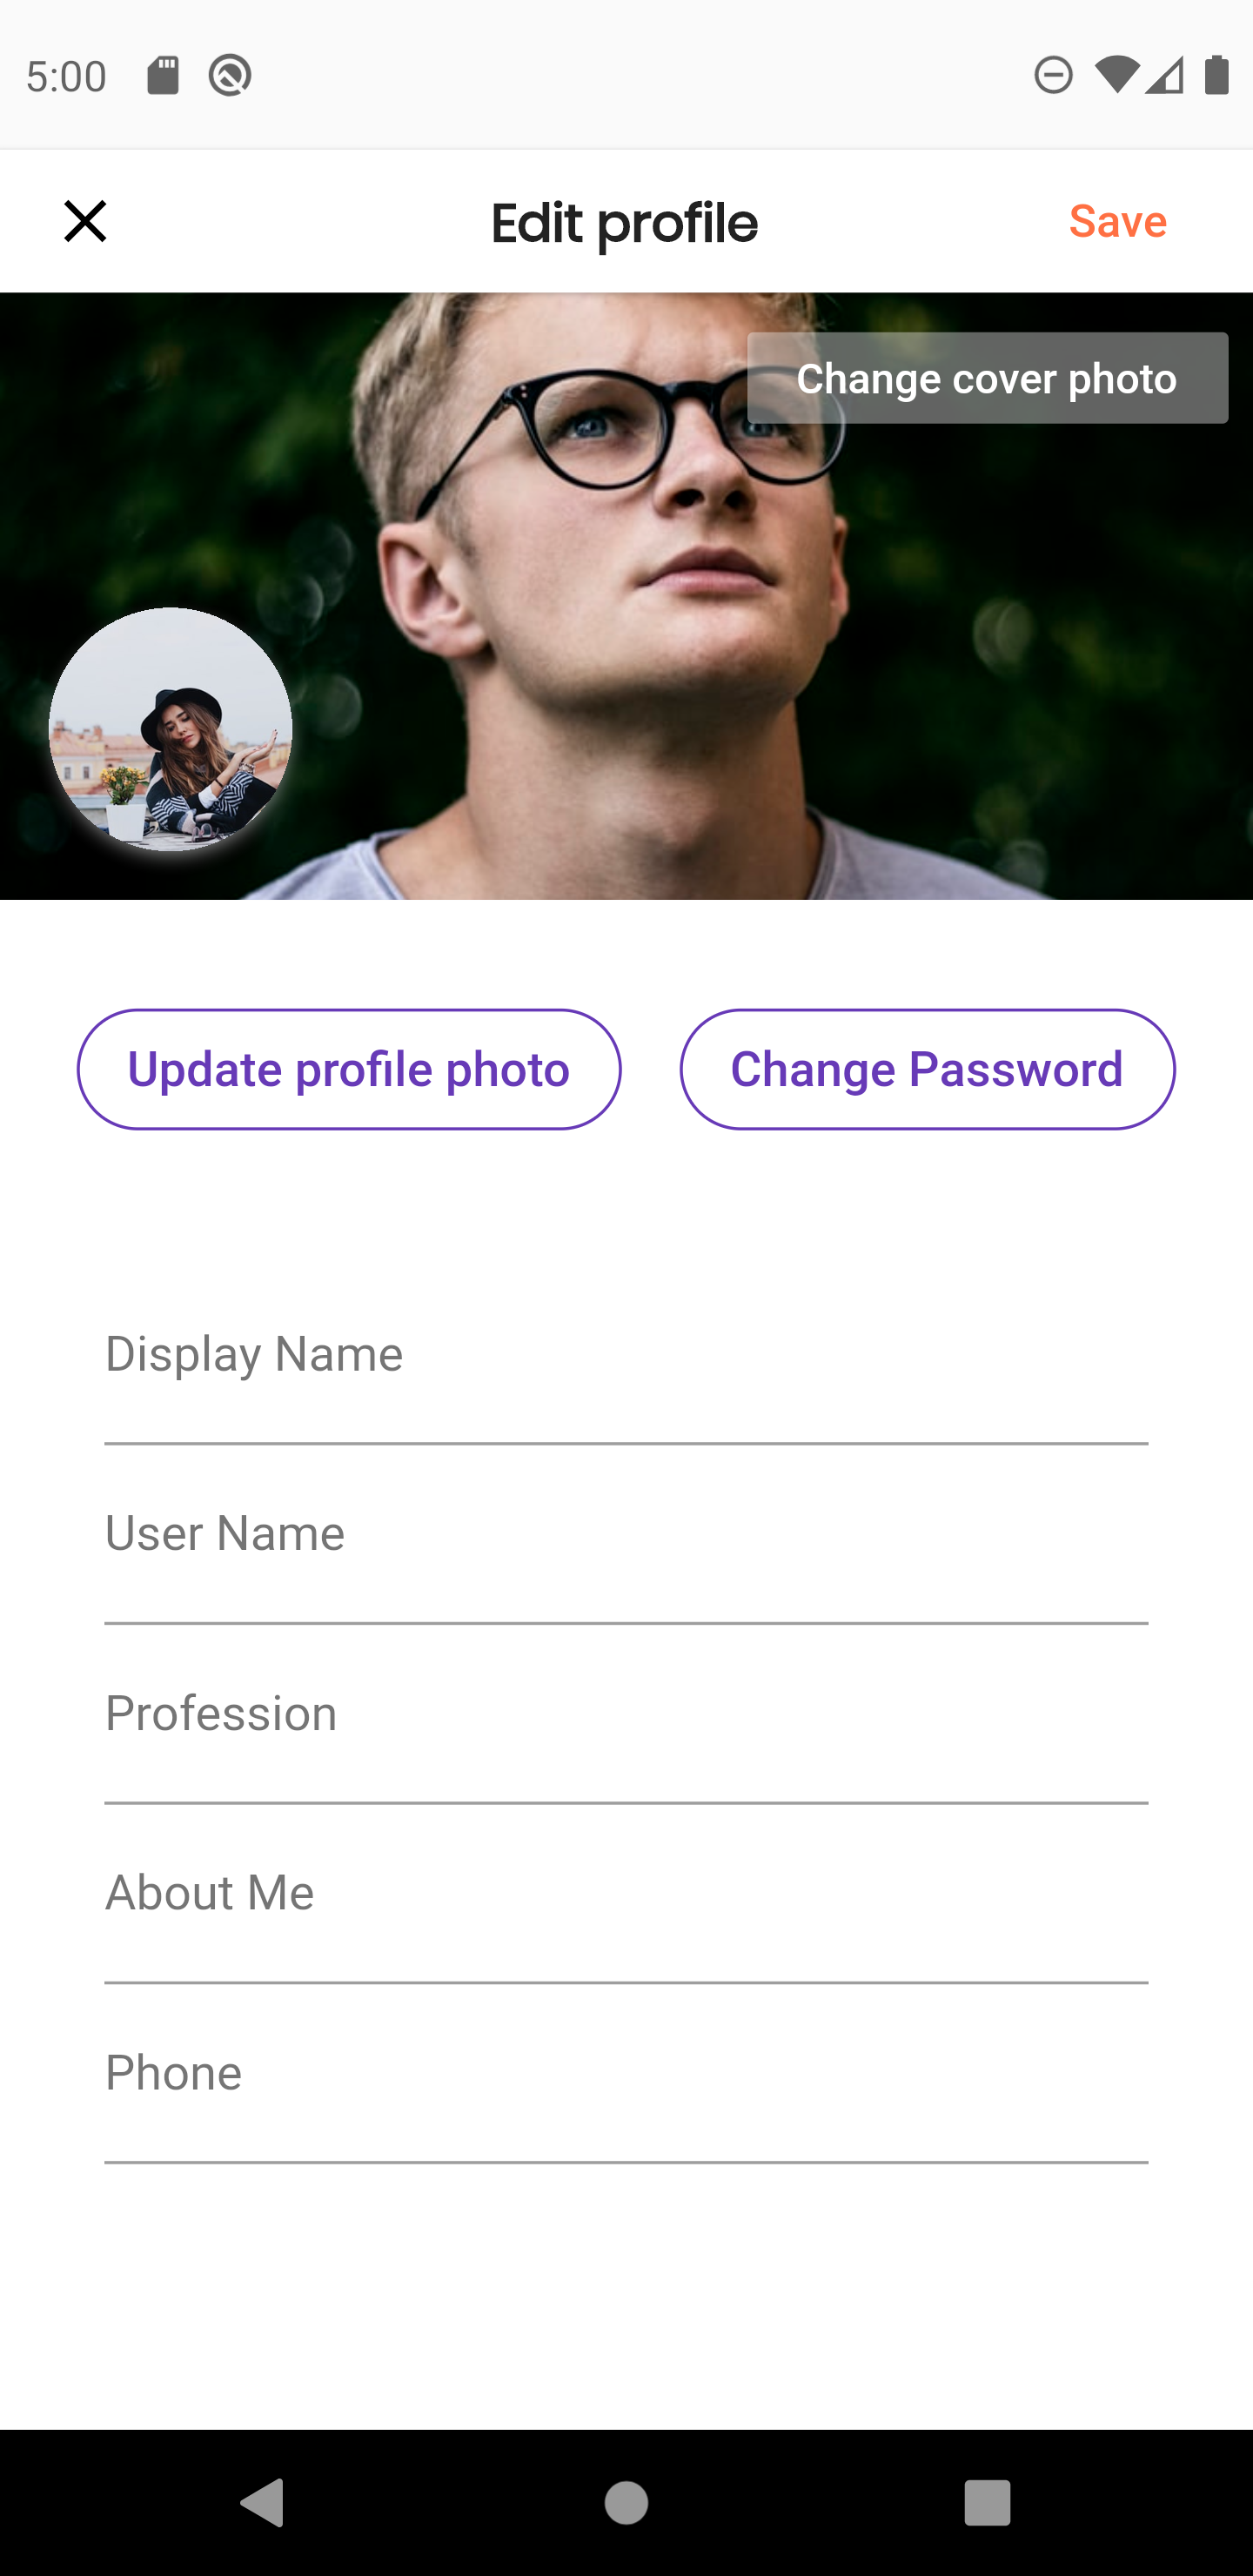 5:00
Edit profile
Save
Change cover photo
Update profile photo
Change Password
Display Name
User Name
Profession
About Me
Phone